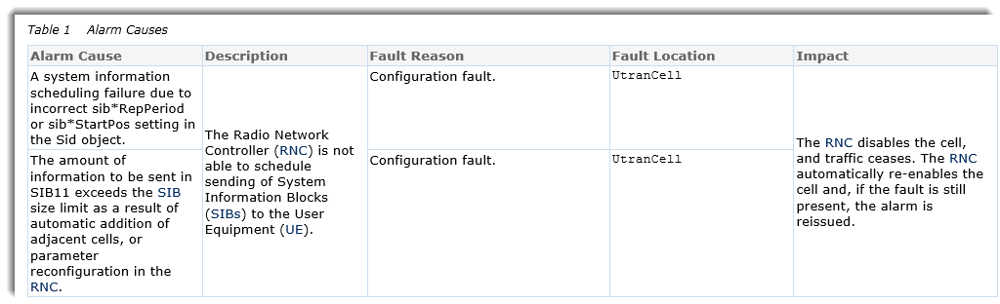 Table 1    Alarm Causes
Alarm Cause
Description
Fault Reason
Fault Location
Impact
A system information
scheduling failure due to
incorrect sib*RepPeriod
or sib*StartPos setting in
the Sid object.
The Radio Network
Controller (RNC) is not
able to schedule
sending of System
Information Blocks
(SIBs) to the User
Equipment (UE).
Configuration fault.
UtranCell
The RNC disables the cell,
and traffic ceases. The RNC
automatically re-enables the
cell and, if the fault is still
present, the alarm is
reissued.
The amount of
information to be sent in
SIB11 exceeds the SIB
size limit as a result of
automatic addition of
adjacent cells, or
parameter
reconfiguration in the
RNC.
Configuration fault.
UtranCell